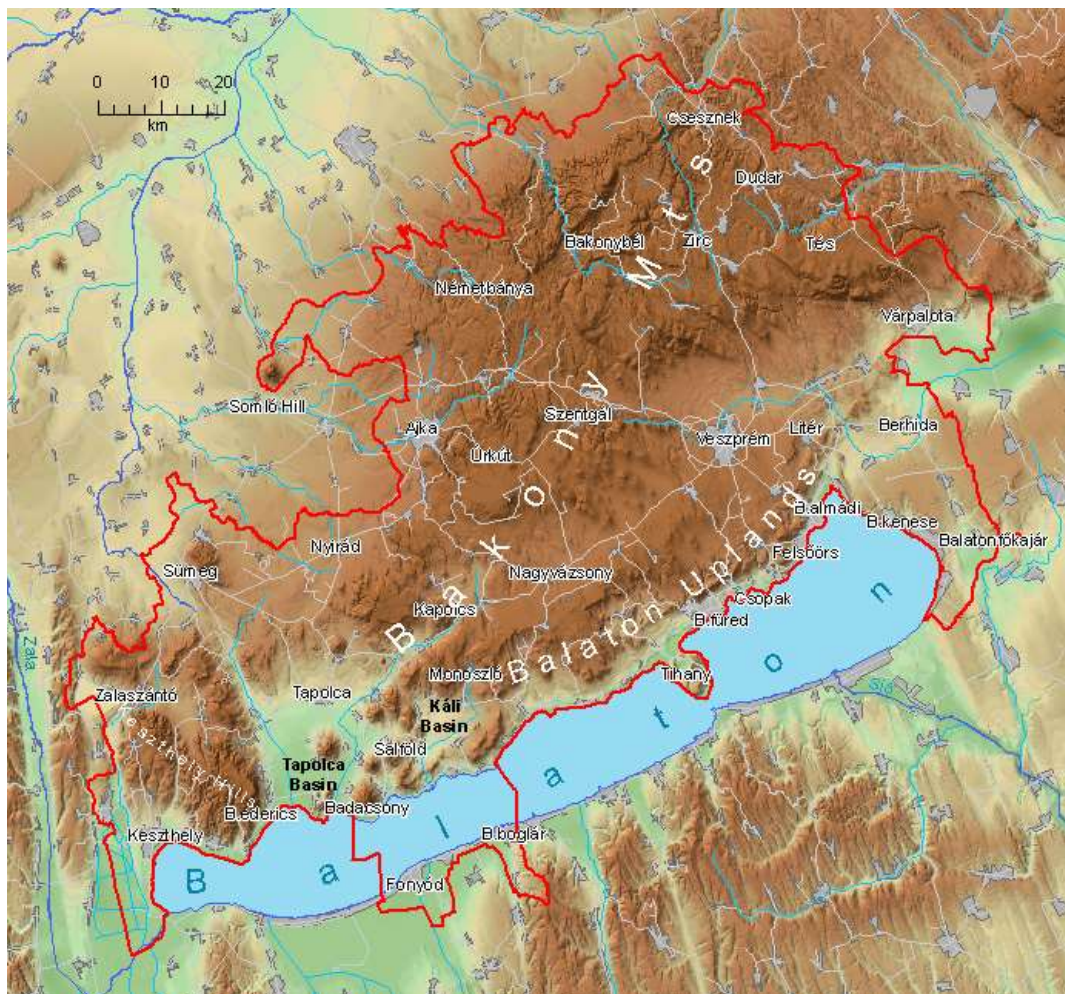 0 10 20
km
Csesznek
Dudar
Bakonybél
Zirc
Tés
Németbánya
Várpalota
Somló Hill
Szentgál
Ajka
Veszprém
Litér
Berhida
Úrkút
B.almádi
B.kenese
Balatonfőkajár
Nyirád
Felsőörs
Sümeg
Nagyvázsony
Csopak
Kapolcs
B.füred
Bakony Mts
Balaton Uplands
Zala
Monoszló
Tihany
Zalaszántó
Tapolca
Káli
Basin
Sió
Salföld
Keszthely Hills
Tapolca
Basin
B.ederics
Badacsony
Keszthely
B.boglár
Fonyód
Balaton